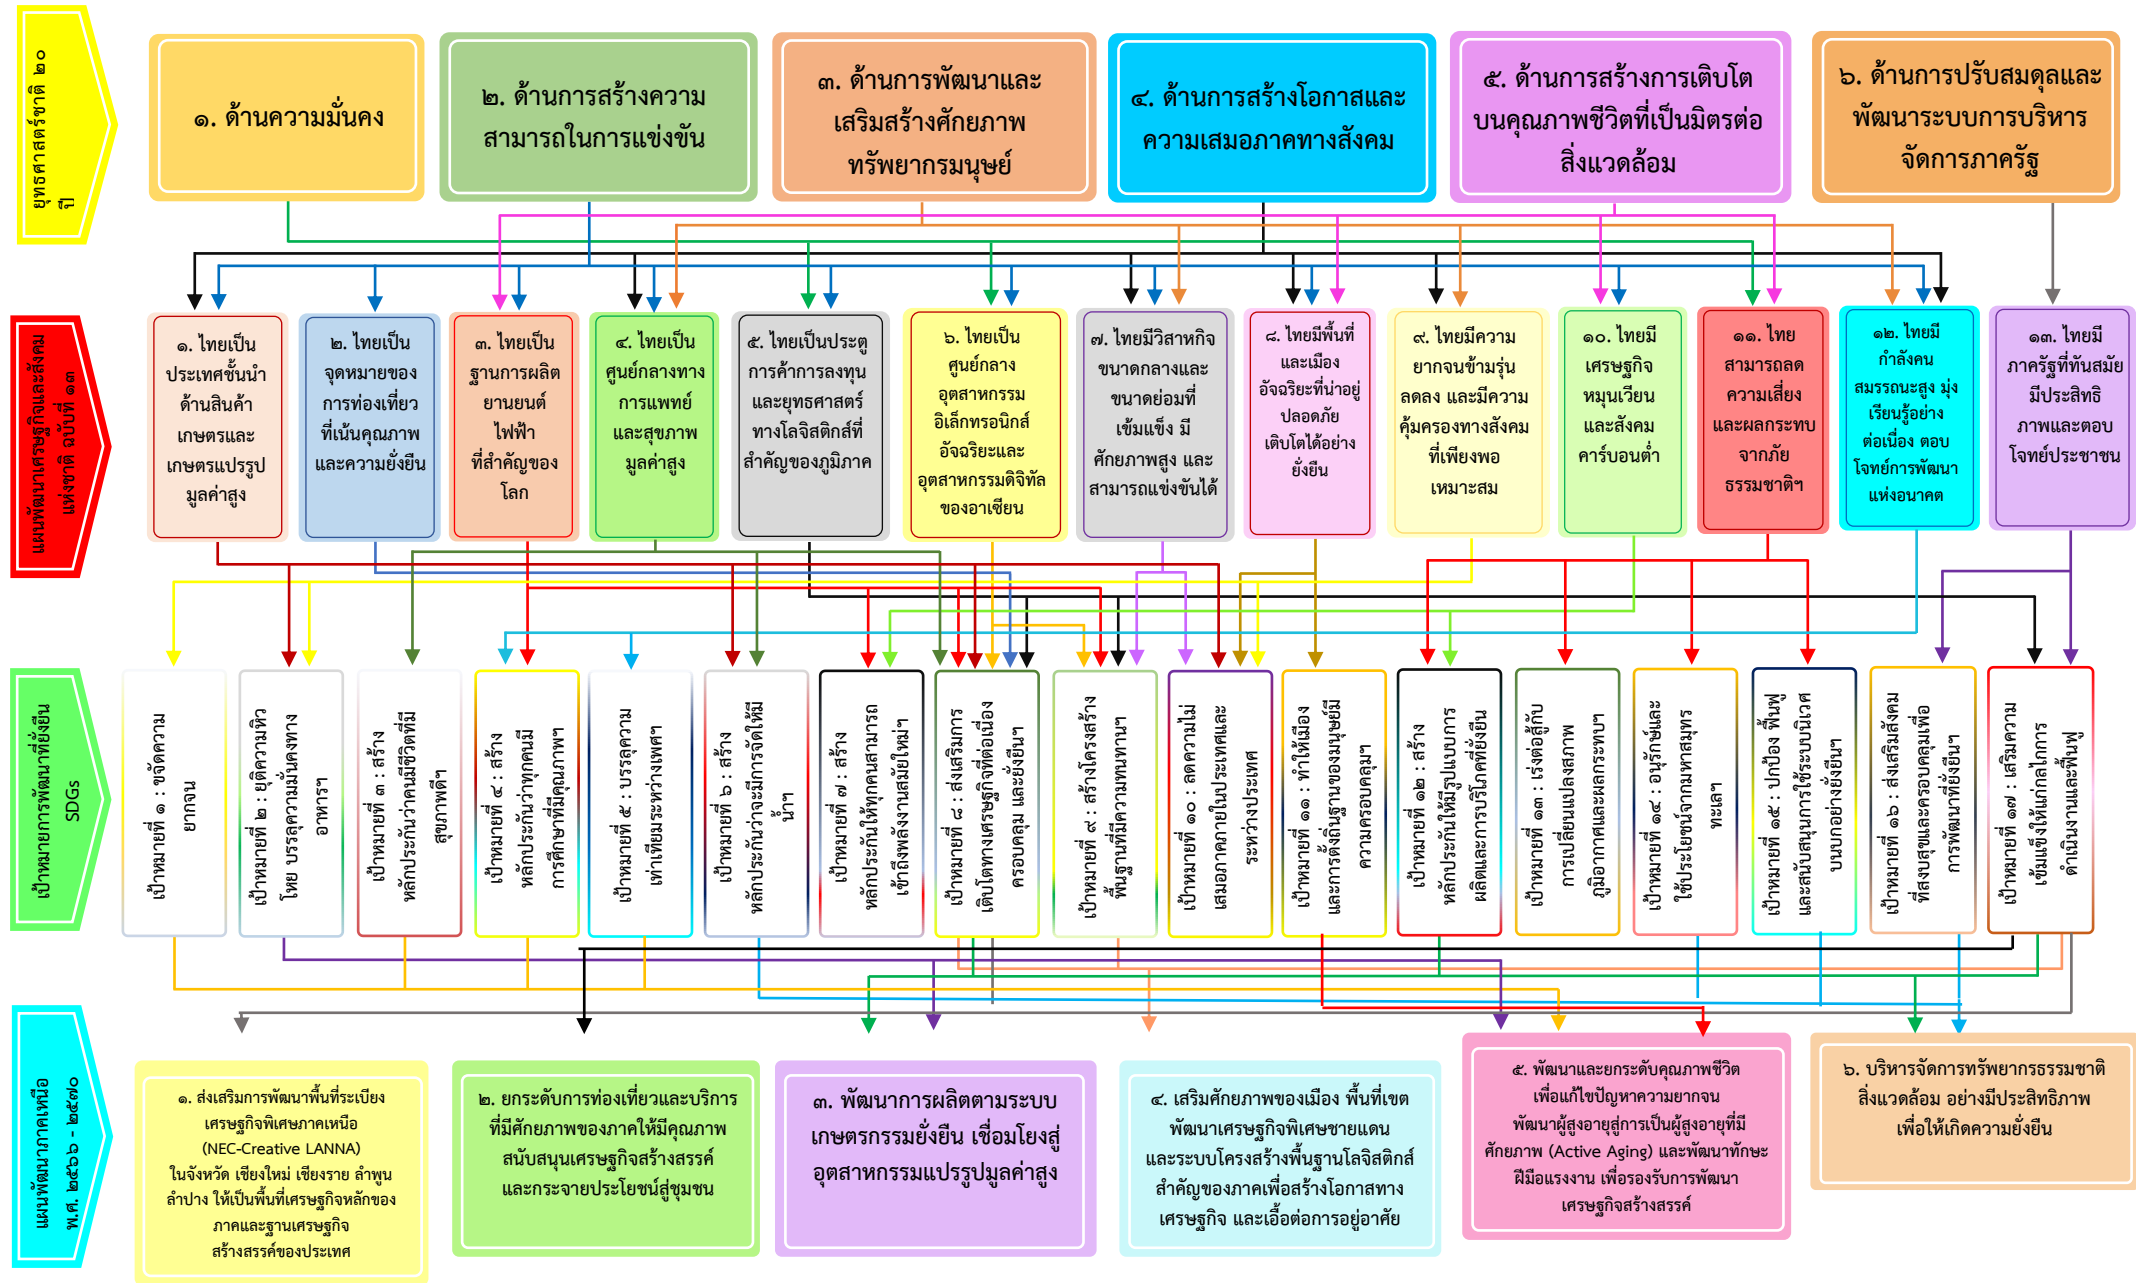 ยุทธศาสตร์ชาติ ๒๐
ปี
๑. ด้านความมั่นคง
๒. ด้านการสร้างความ
สามารถในการแข่งขัน
๓. ด้านการพัฒนาและ
เสริมสร้างศักยภาพ
ทรัพยากรมนุษย์
๔. ด้านการสร้างโอกาสและ
ความเสมอภาคทางสังคม
๕. ด้านการสร้างการเติบโต
บนคุณภาพชีวิตที่เป็นมิตรต่อ
สิ่งแวดล้อม
๖. ด้านการปรับสมดุลและ
พัฒนาระบบการบริหาร
จัดการภาครัฐ
แผนพัฒนาเศรษฐกิจและสังคม
แห่งชาติ ฉบับที่ ๑๓
๑. ไทยเป็น
ประเทศชั้นนำ
ด้านสินค้า
เกษตรและ
เกษตรแปรรูป
มูลค่าสูง
๒. ไทยเป็น
จุดหมายของ
การท่องเที่ยว
ที่เน้นคุณภาพ
และความยั่งยืน
๓. ไทยเป็น
ฐานการผลิต
ยานยนต์
ไฟฟ้า
ที่สำคัญของ
โลก
๔. ไทยเป็น
ศูนย์กลางทาง
การแพทย์
และสุขภาพ
มูลค่าสูง
๕. ไทยเป็นประตู
การค้าการลงทุน
และยุทธศาสตร์
ทางโลจิสติกส์ที่
สำคัญของภูมิภาค
๖. ไทยเป็น
ศูนย์กลาง
อุตสาหกรรม
อิเล็กทรอนิกส์
อัจฉริยะและ
อุตสาหกรรมดิจิทัล
ของอาเซียน
๗. ไทยมีวิสาหกิจ
ขนาดกลางและ
ขนาดย่อมที่
เข้มแข็ง มี
ศักยภาพสูง และ
สามารถแข่งขันได้
๘. ไทยมีพื้นที่
และเมือง
อัจฉริยะที่น่าอยู่
ปลอดภัย
เติบโตได้อย่าง
ยั่งยืน
๙. ไทยมีความ
ยากจนข้ามรุ่น
ลดลง และมีความ
คุ้มครองทางสังคม
ที่เพียงพอ
เหมาะสม
๑๐. ไทยมี
เศรษฐกิจ
หมุนเวียน
และสังคม
คาร์บอนต่ำ
๑๑. ไทย
สามารถลด
ความเสี่ยง
และผลกระทบ
จากภัย
ธรรมชาติฯ
๑๒. ไทยมี
กำลังคน
สมรรถนะสูง มุ่ง
เรียนรู้อย่าง
ต่อเนื่อง ตอบ
โจทย์การพัฒนา
แห่งอนาคต
๑๓. ไทยมี
ภาครัฐที่ทันสมัย
มีประสิทธิ
ภาพและตอบ
โจทย์ประชาชน
เป้าหมายการพัฒนาที่ยั่งยืน
SDGs
เป้าหมายที่ ๑ : ขจัดความ
ยากจน
เป้าหมายที่ ๒ : ยุติความหิว
โหย บรรลุความมั่นคงทาง
อาหารฯ
เป้าหมายที่ ๓ : สร้าง
หลักประกันว่าคนมีชีวิตที่มี
สุขภาพดีฯ
เป้าหมายที่ ๔ : สร้าง
หลักประกันว่าทุกคนมี
การศึกษาที่มีคุณภาพฯ
เป้าหมายที่ ๕ : บรรลุความ
เท่าเทียมระหว่างเพศฯ
เป้าหมายที่ ๖ : สร้าง
หลักประกันว่าจะมีการจัดให้มี
น้ำฯ
เป้าหมายที่ ๗ : สร้าง
หลักประกันให้ทุกคนสามารถ
เข้าถึงพลังงานสมัยใหม่ฯ
เป้าหมายที่ ๘ : ส่งเสริมการ
เติบโตทางเศรษฐกิจที่ต่อเนื่อง
ครอบคลุม และยั่งยืนฯ
เป้าหมายที่ ๙ : สร้างโครงสร้าง
พื้นฐานที่มีความทนทานฯ
เป้าหมายที่ ๑๐ : ลดความไม่
เสมอภาคภายในประเทศและ
ระหว่างประเทศ
เป้าหมายที่ ๑๑ : ทำให้เมือง
และการตั้งถิ่นฐานของมนุษย์มี
ความครอบคลุมฯ
เป้าหมายที่ ๑๒ : สร้าง
หลักประกันให้มีรูปแบบการ
ผลิตและการบริโภคที่ยั่งยืน
เป้าหมายที่ ๑๓ : เร่งต่อสู้กับ
การเปลี่ยนแปลงสภาพ
ภูมิอากาศและผลกระทบฯ
เป้าหมายที่ ๑๔ : อนุรักษ์และ
ใช้ประโยชน์จากมหาสมุทร
ทะเลฯ
เป้าหมายที่ ๑๕ : ปกป้อง ฟื้นฟู
และสนับสนุนการใช้ระบบนิเวศ
บนบกอย่างยั่งยืนฯ
เป้าหมายที่ ๑๖ : ส่งเสริมสังคม
ที่สงบสุขและครอบคลุมเพื่อ
การพัฒนาที่ยั่งยืนฯ
เป้าหมายที่ ๑๗ : เสริมความ
เข้มแข็งให้แก่กลไกการ
ดำเนินงานและฟื้นฟู
แผนพัฒนาภาคเหนือ
พ.ศ. ๒๕๖๖ - ๒๕๗๐
๑. ส่งเสริมการพัฒนาพื้นที่ระเบียง
เศรษฐกิจพิเศษภาคเหนือ
(NEC-Creative LANNA)
ในจังหวัด เชียงใหม่ เชียงราย ลำพูน
ลำปาง ให้เป็นพื้นที่เศรษฐกิจหลักของ
ภาคและฐานเศรษฐกิจ
สร้างสรรค์ของประเทศ
๒. ยกระดับการท่องเที่ยวและบริการ
ที่มีศักยภาพของภาคให้มีคุณภาพ
สนับสนุนเศรษฐกิจสร้างสรรค์
และกระจายประโยชน์สู่ชุมชน
๓. พัฒนาการผลิตตามระบบ
เกษตรกรรมยั่งยืน เชื่อมโยงสู่
อุตสาหกรรมแปรรูปมูลค่าสูง
๔. เสริมศักยภาพของเมือง พื้นที่เขต
พัฒนาเศรษฐกิจพิเศษชายแดน
และระบบโครงสร้างพื้นฐานโลจิสติกส์
สำคัญของภาคเพื่อสร้างโอกาสทาง
เศรษฐกิจ และเอื้อต่อการอยู่อาศัย
๕. พัฒนาและยกระดับคุณภาพชีวิต
เพื่อแก้ไขปัญหาความยากจน
พัฒนาผู้สูงอายุสู่การเป็นผู้สูงอายุที่มี
ศักยภาพ (Active Aging) และพัฒนาทักษะ
ฝีมือแรงงาน เพื่อรองรับการพัฒนา
เศรษฐกิจสร้างสรรค์
๖. บริหารจัดการทรัพยากรธรรมชาติ
สิ่งแวดล้อม อย่างมีประสิทธิภาพ
เพื่อให้เกิดความยั่งยืน